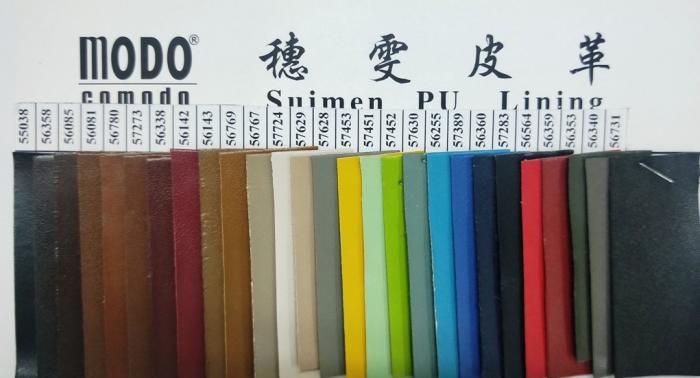 MODO®
comodo
穗雯皮革
Suimen PU Lining
55038 56358 56085 56081 56780 57273 56338 56142 56143 56769 56767 57724 57629 57628 57453 57451 57452 57630 56255 57389 56360 57283 56564 56359 56353 56340 56731